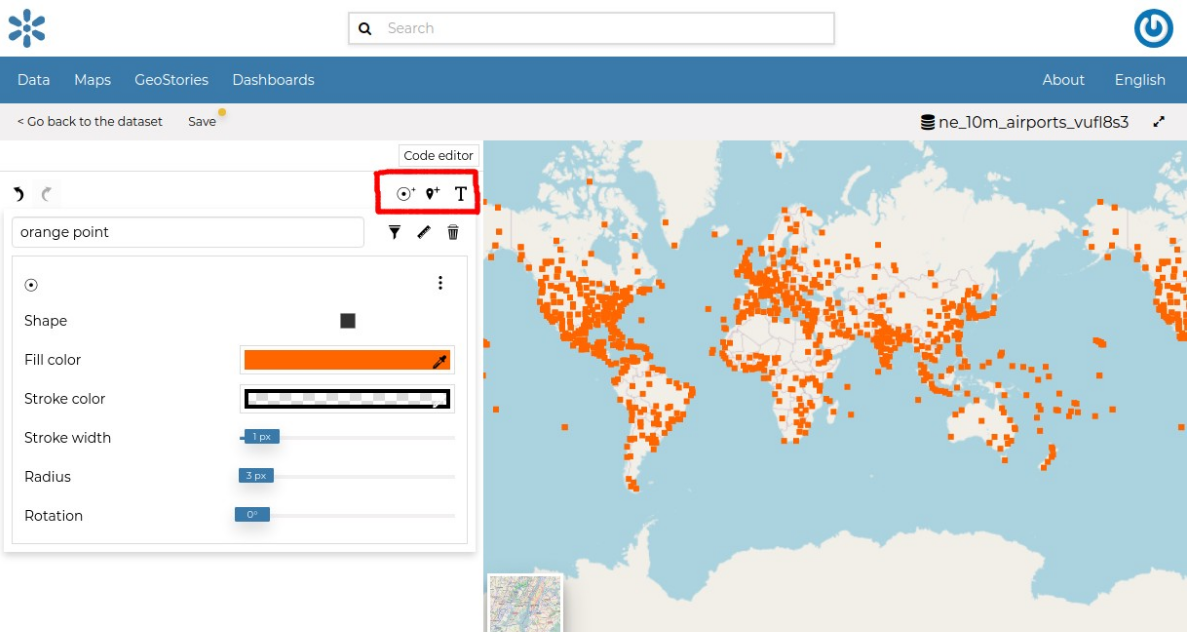 Search
Data Maps GeoStories Dashboards About English
< Go back to the dataset Save ne_10m_airports_vufl8s3
Code editor
T
orange point
Shape
Fill color
Stroke color
Stroke width 1 px
Radius 3 px
Rotation 0°